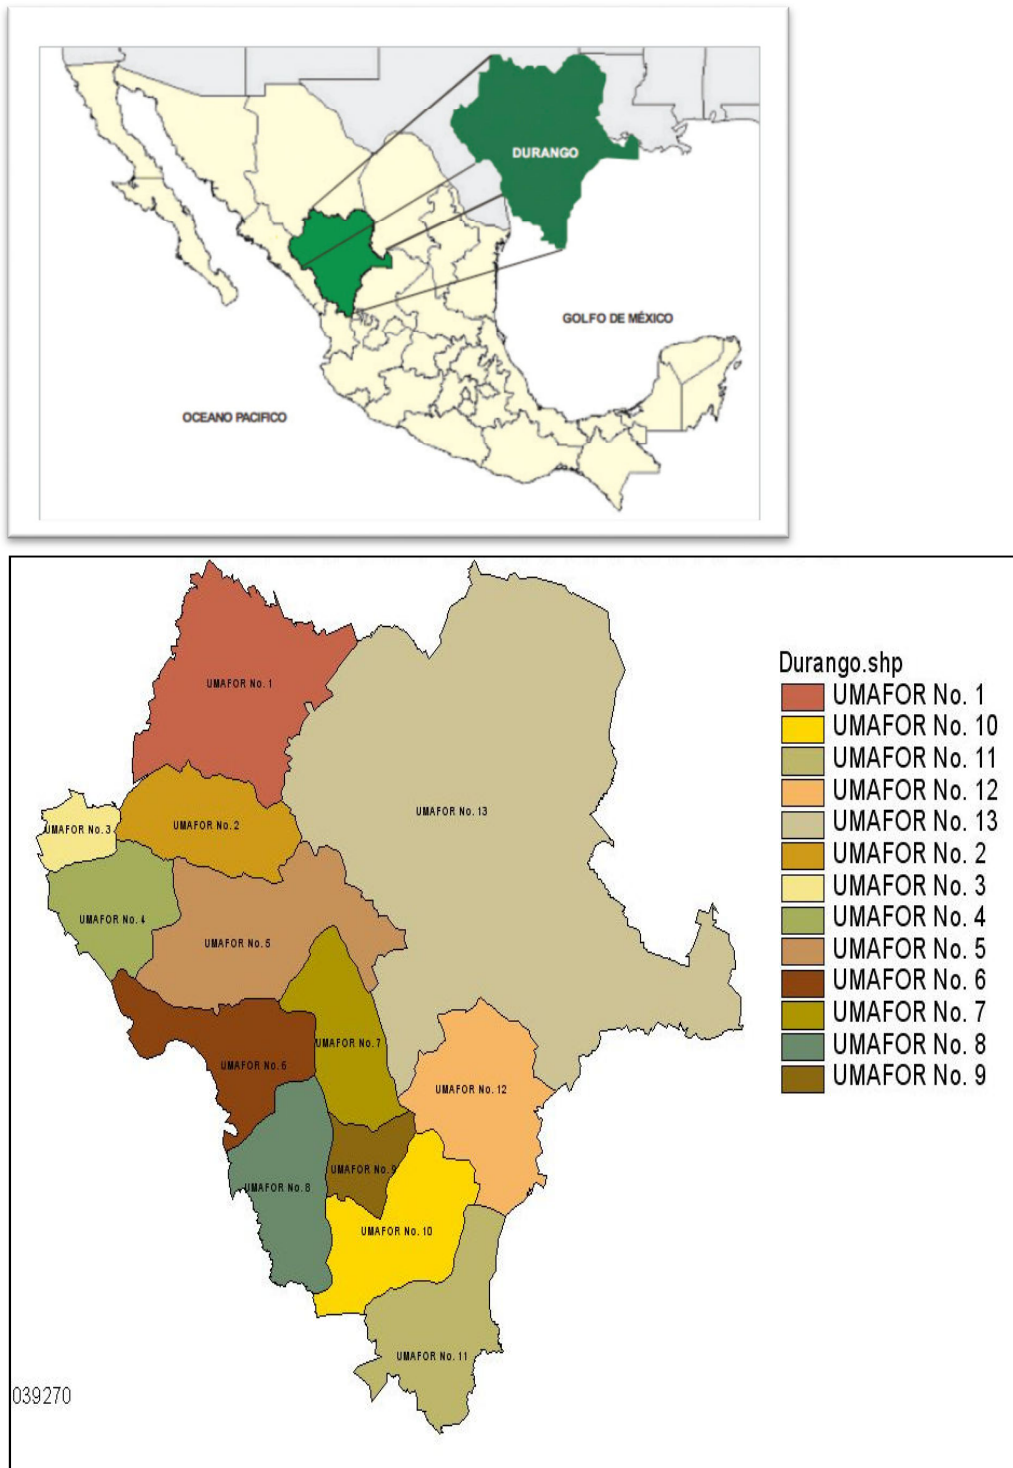 DURANGO
GOLFO DE MÉXICO
OCEANO PACIFICO
Durango.shp
UMAFOR No. 1
UMAFOR No. 10
UMAFOR No. 11
UMAFOR No. 12
UMAFOR No. 13
UMAFOR No. 2
UMAFOR No. 3
UMAFOR No. 4
UMAFOR No. 5
UMAFOR No. 6
UMAFOR No. 7
UMAFOR No. 8
UMAFOR No. 9
UMAFOR No. 1
UMAFOR No. 13
UMAFOR No. 2
UMAFOR No. 3
UMAFOR No. 4
UMAFOR No. 5
UMAFOR No. 7
UMAFOR No. 6
UMAFOR No. 12
UMAFOR No. 9
UMAFOR No. 8
UMAFOR No. 10
UMAFOR No. 11
039270